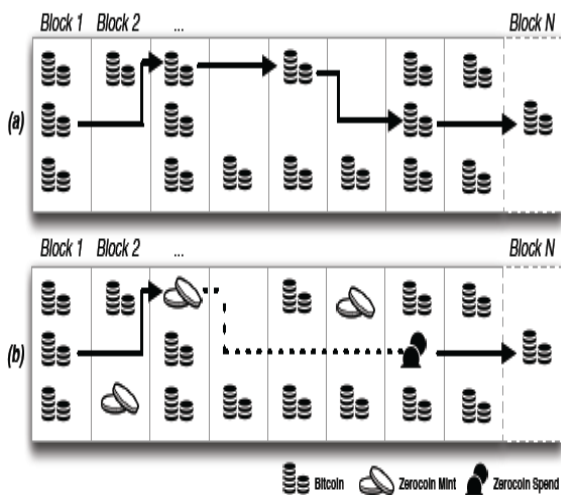 Block 1 Block 2 ... Block N
(a)
Block 1 Block 2 ... Block N
(b)
Bitcoin Zerocoin Mint Zerocoin Spend